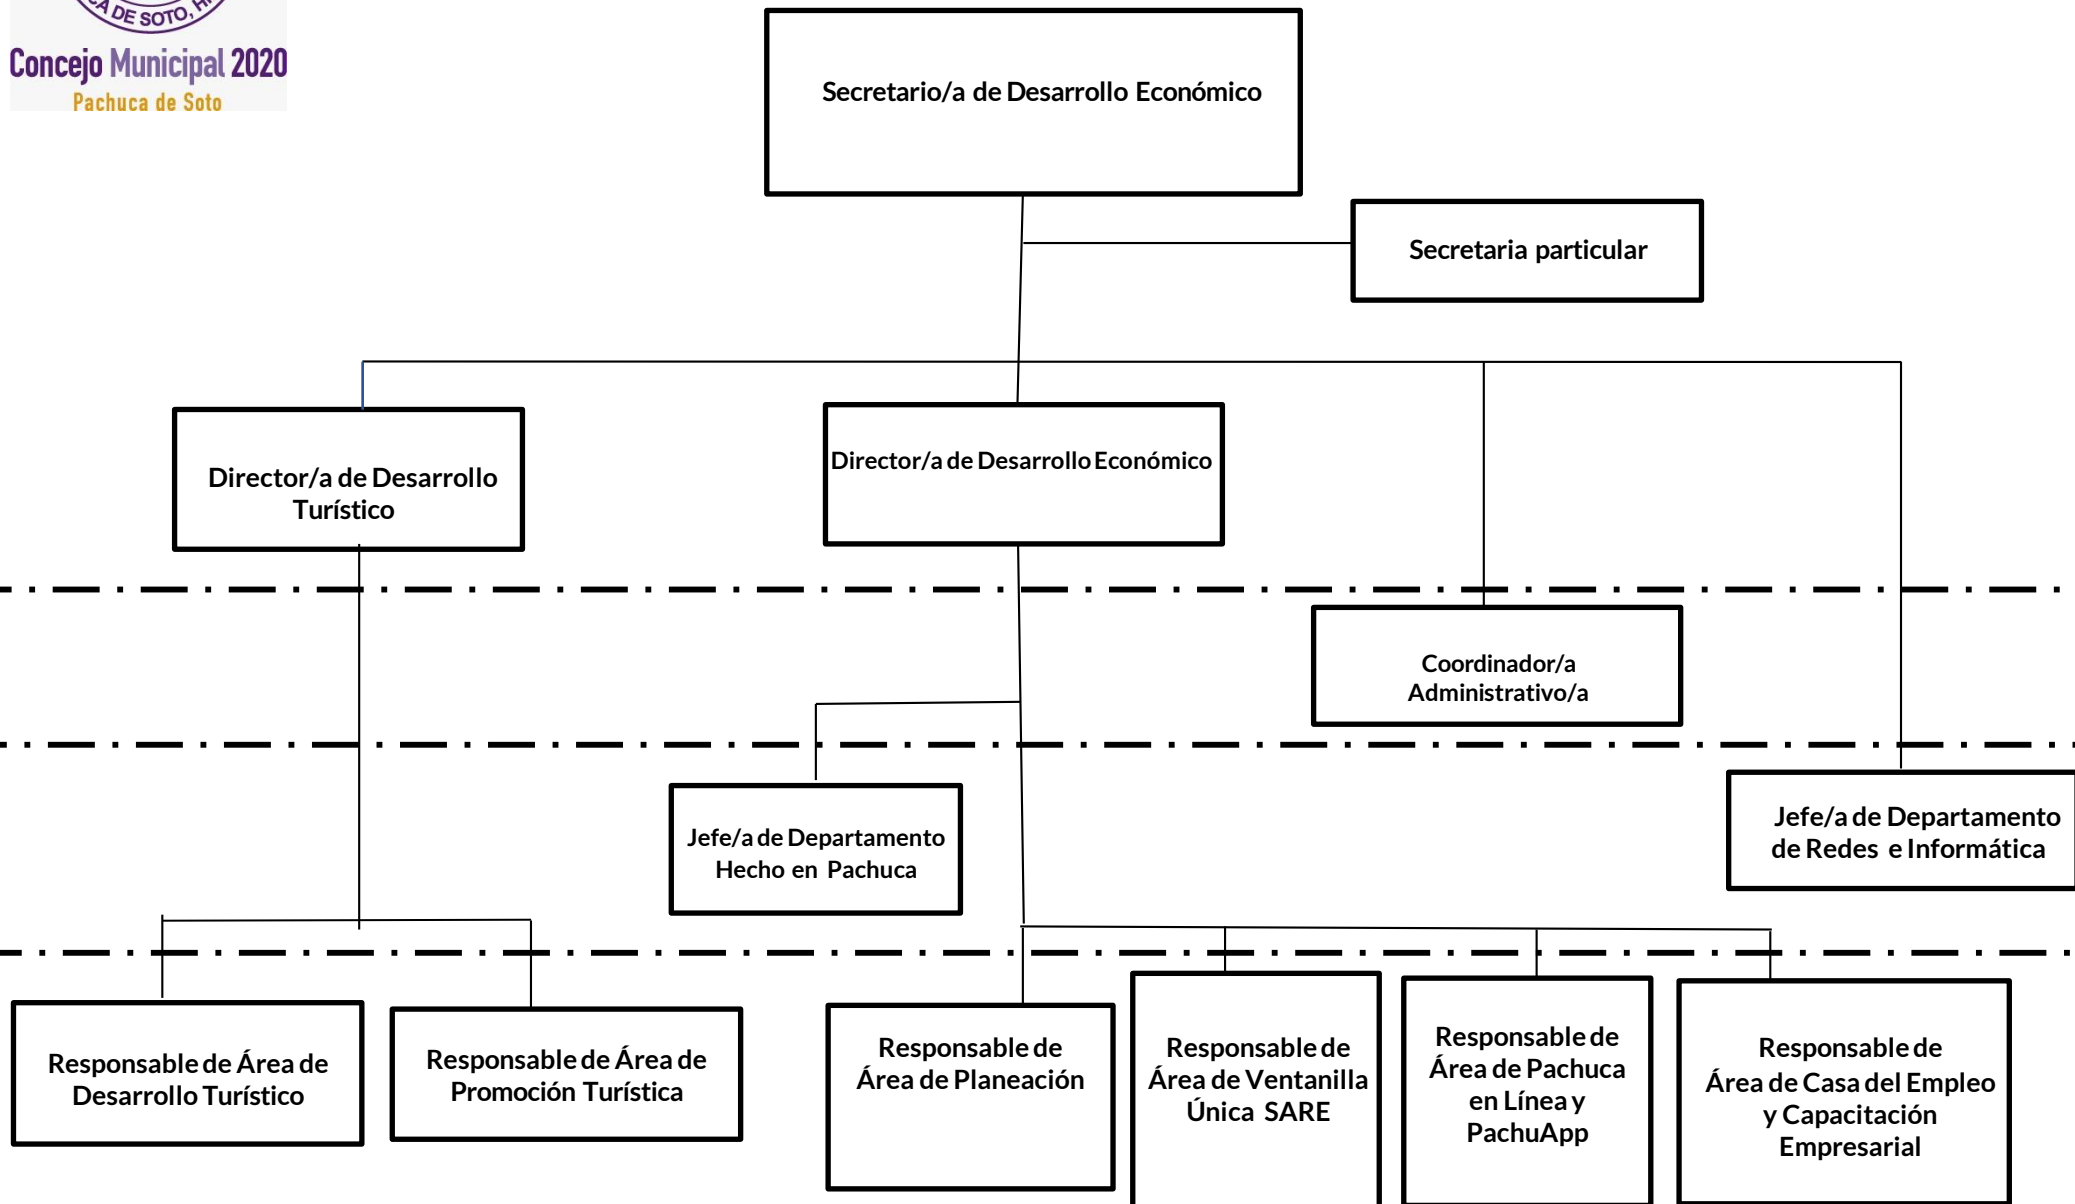 CA DE SOTO, H
Concejo Municipal 2020
Pachuca de Soto
Secretario/a de Desarrollo Económico
Secretaria particular
Director/a de Desarrollo
Turístico
Director/a de Desarrollo Económico
Coordinador/a
Administrativo/a
Jefe/a de Departamento
Hecho en Pachuca
Jefe/a de Departamento
de Redes e Informática
Responsable de Área de
Desarrollo Turístico
Responsable de Área de
Promoción Turística
Responsable de
Área de Planeación
Responsable de
Área de Ventanilla
Única SARE
Responsable de
Área de Pachuca
en Línea y
PachuApp
Responsable de
Área de Casa del Empleo
y Capacitación
Empresarial